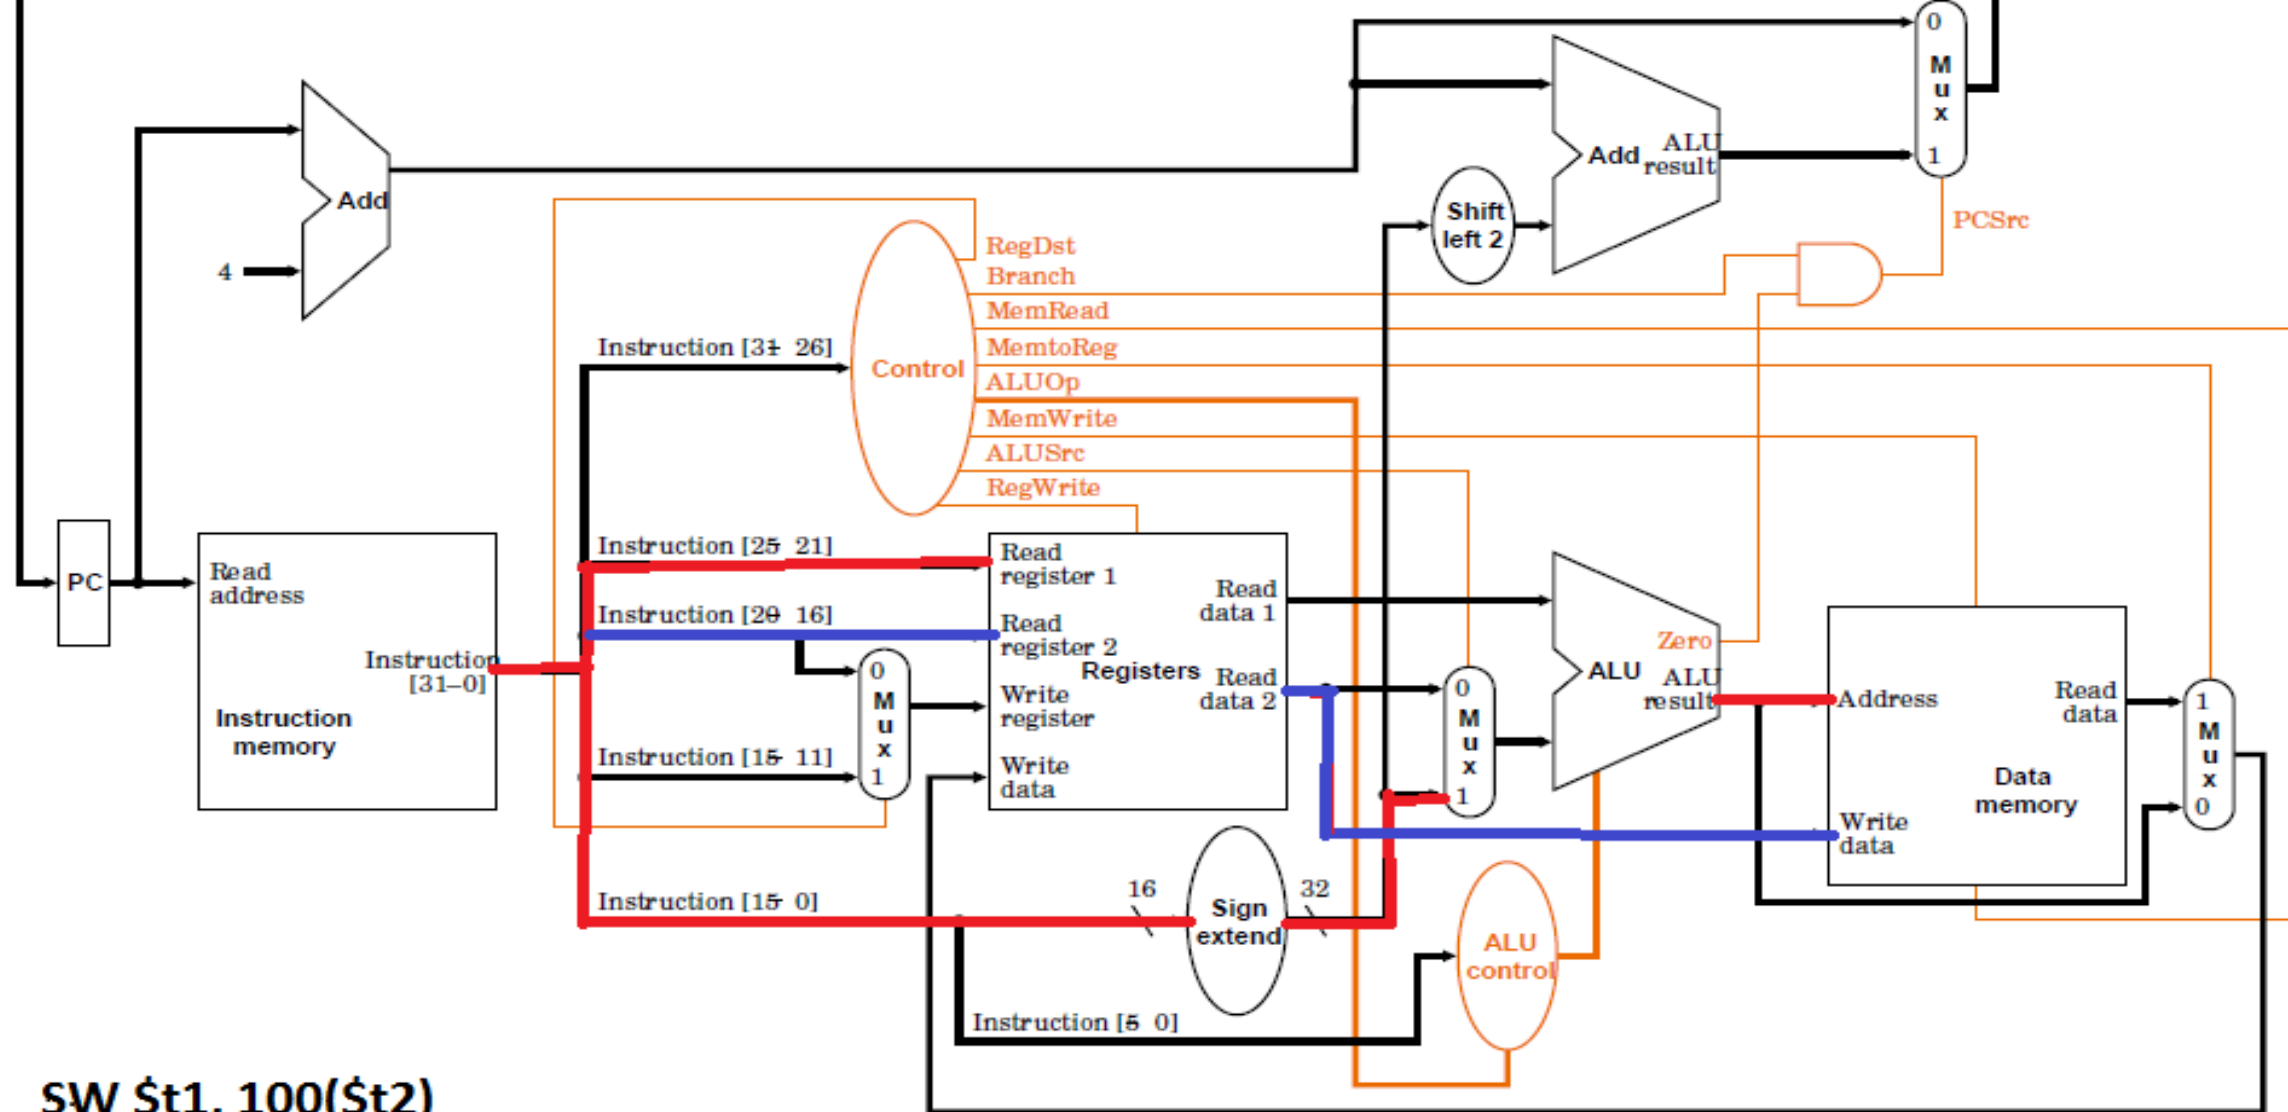 0
M
u
x
1
Add
ALU
result
Add
4
Shift
left 2
PCSrc
RegDst
Branch
MemRead
MemtoReg
ALUOp
MemWrite
ALUSrc
RegWrite
Control
Instruction [31 26]
Instruction [25 21]
Instruction [20 16]
Instruction [15 11]
Instruction [15 0]
Instruction [5 0]
PC
Read
address
Instruction
[31–0]
Instruction
memory
0
M
u
x
1
Read
register 1
Read
register 2
Write
register
Write
data
Registers
Read
data 1
Read
data 2
0
M
u
x
1
Zero
ALU
ALU
result
Address
Write
data
Read
data
Data
memory
1
M
u
x
0
16
Sign
extend
32
ALU
control
SW $t1, 100($t2)